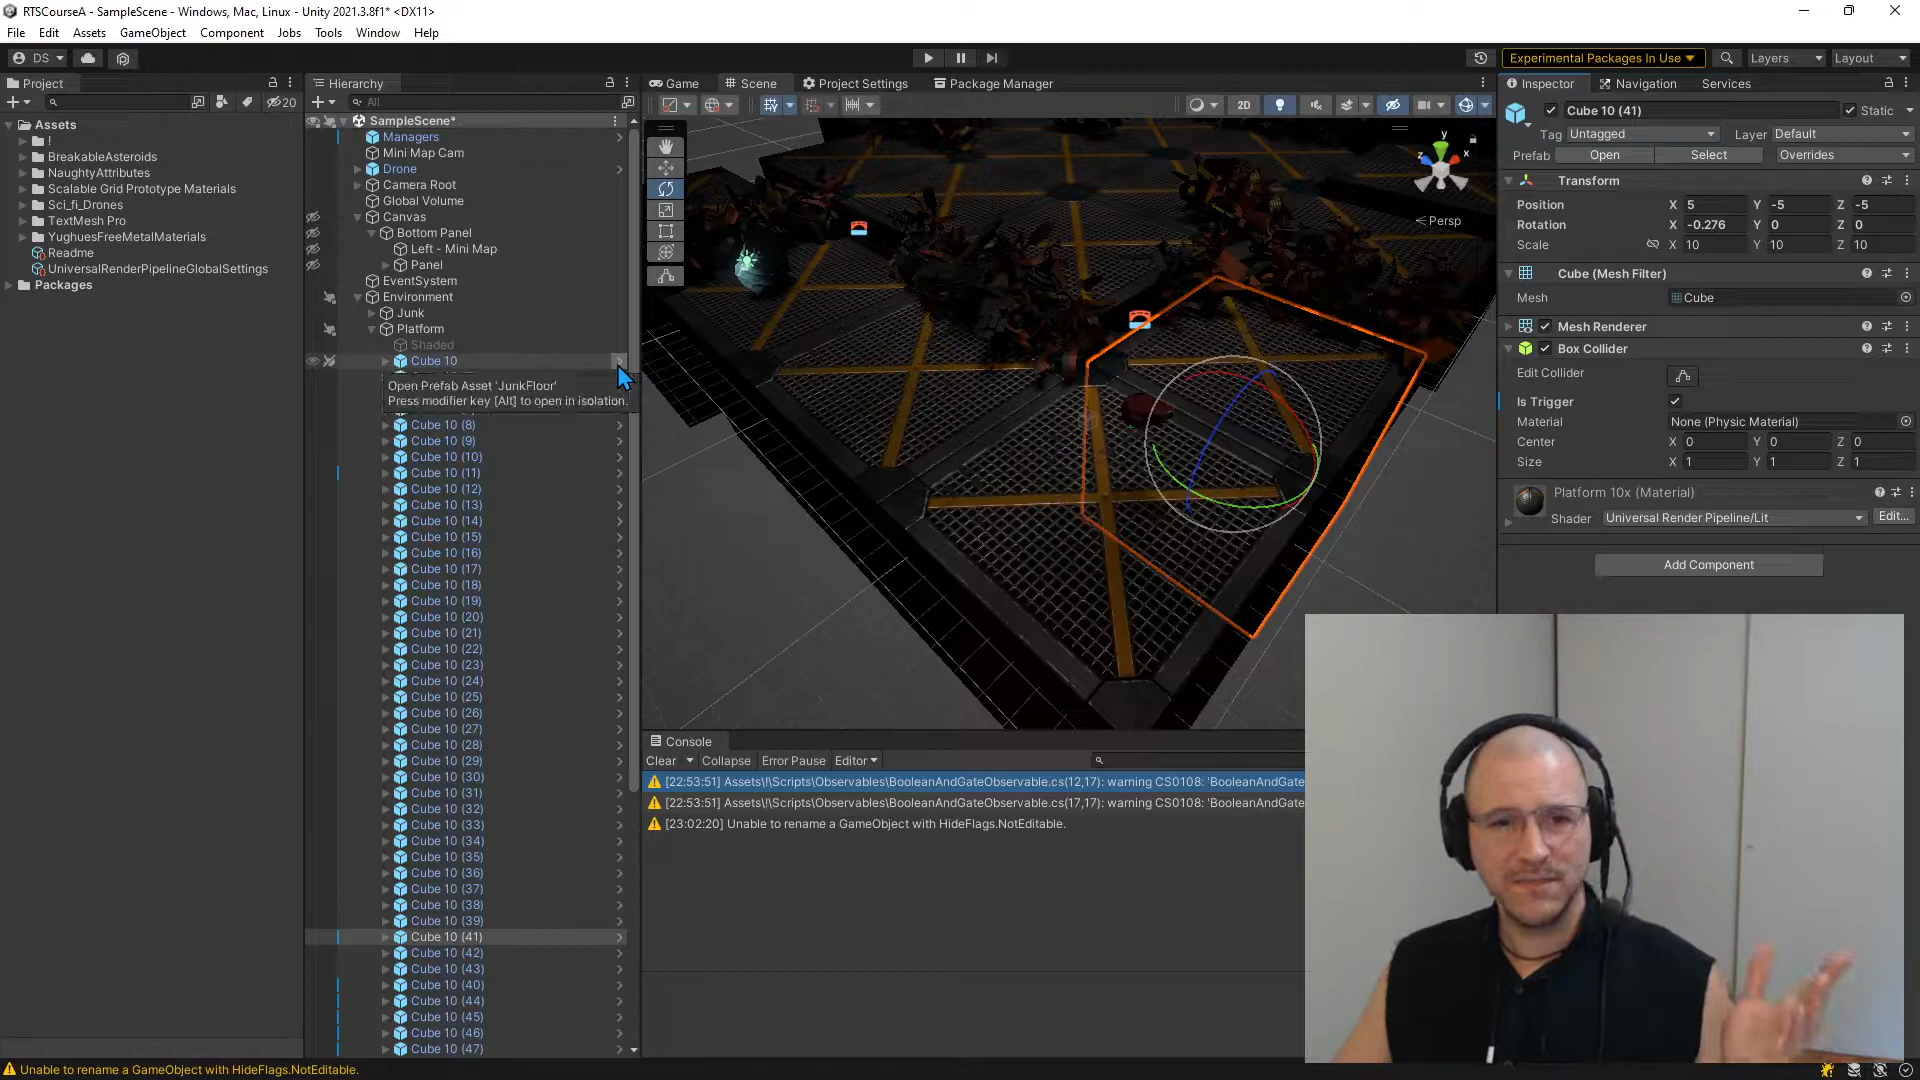 RTSCourseA - SampleScene - Windows, Mac, Linux - Unity 2021.3.8f1* <DX11>
File Edit Assets GameObject Component Jobs Tools Window Help
DS
Experimental Packages In Use
Layers
Layout
Project
20
Assets
!
BreakableAsteroids
NaughtyAttributes
Scalable Grid Prototype Materials
Sci_fi_Drones
TextMesh Pro
YughuesFreeMetalMaterials
Readme
UniversalRenderPipelineGlobalSettings
Packages
Hierarchy
All
SampleScene*
Managers
Mini Map Cam
Drone
Camera Root
Global Volume
Canvas
Bottom Panel
Left - Mini Map
Panel
EventSystem
Environment
Junk
Platform
Shaded
Cube 10
Open Prefab Asset 'JunkFloor'
Press modifier key [Alt] to open in isolation.
Cube 10 (8)
Cube 10 (9)
Cube 10 (10)
Cube 10 (11)
Cube 10 (12)
Cube 10 (13)
Cube 10 (14)
Cube 10 (15)
Cube 10 (16)
Cube 10 (17)
Cube 10 (18)
Cube 10 (19)
Cube 10 (20)
Cube 10 (21)
Cube 10 (22)
Cube 10 (23)
Cube 10 (24)
Cube 10 (25)
Cube 10 (26)
Cube 10 (27)
Cube 10 (28)
Cube 10 (29)
Cube 10 (30)
Cube 10 (31)
Cube 10 (32)
Cube 10 (33)
Cube 10 (34)
Cube 10 (35)
Cube 10 (36)
Cube 10 (37)
Cube 10 (38)
Cube 10 (39)
Cube 10 (41)
Cube 10 (42)
Cube 10 (43)
Cube 10 (40)
Cube 10 (44)
Cube 10 (45)
Cube 10 (46)
Cube 10 (47)
Game Scene Project Settings Package Manager
2D
y
x
z
Persp
Console
Clear Collapse Error Pause Editor
[22:53:51] Assets\!\Scripts\Observables\BooleanAndGateObservable.cs(12,17): warning CS0108: 'BooleanAndGate
[22:53:51] Assets\!\Scripts\Observables\BooleanAndGateObservable.cs(17,17): warning CS0108: 'BooleanAndGate
[23:02:20] Unable to rename a GameObject with HideFlags.NotEditable.
Inspector Navigation Services
Cube 10 (41) Static
Tag Untagged Layer Default
Prefab Open Select Overrides
Transform
Position X 5 Y -5 Z -5
Rotation X -0.276 Y 0 Z 0
Scale X 10 Y 10 Z 10
Cube (Mesh Filter)
Mesh Cube
Mesh Renderer
Box Collider
Edit Collider
Is Trigger
Material None (Physic Material)
Center X 0 Y 0 Z 0
Size X 1 Y 1 Z 1
Platform 10x (Material)
Shader Universal Render Pipeline/Lit Edit...
Add Component
Unable to rename a GameObject with HideFlags.NotEditable.